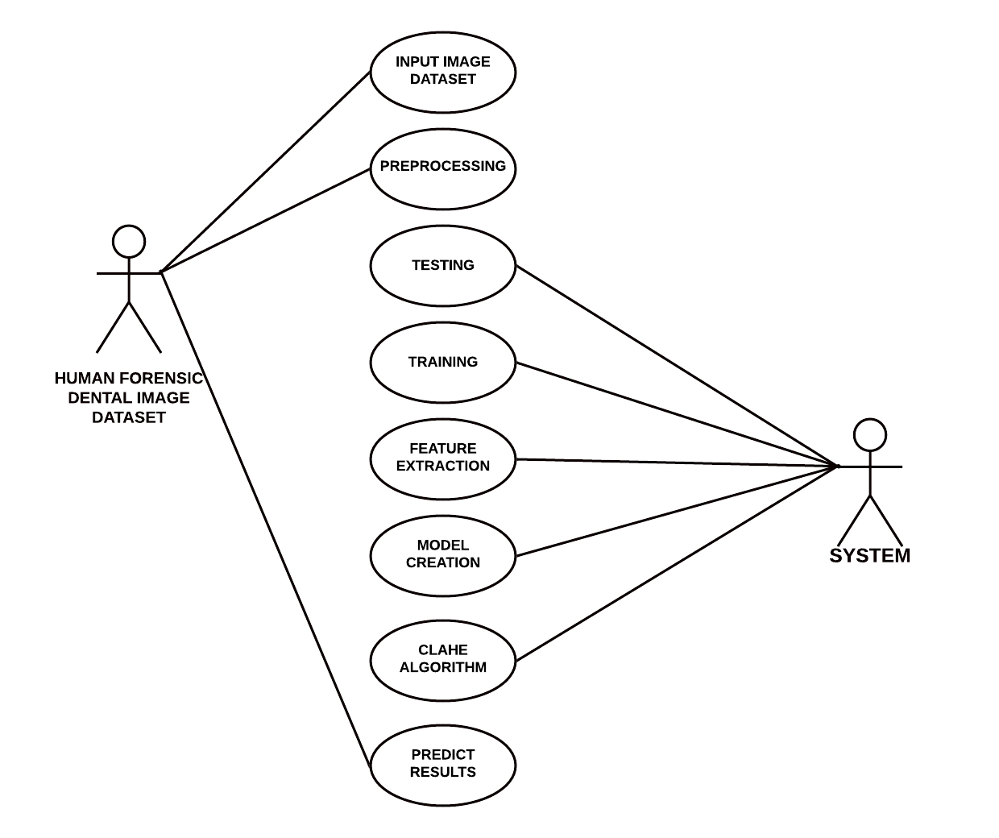 INPUT IMAGE
DATASET
PREPROCESSING
TESTING
TRAINING
HUMAN FORENSIC
DENTAL IMAGE
DATASET
FEATURE
EXTRACTION
MODEL
CREATION
SYSTEM
CLAHE
ALGORITHM
PREDICT
RESULTS